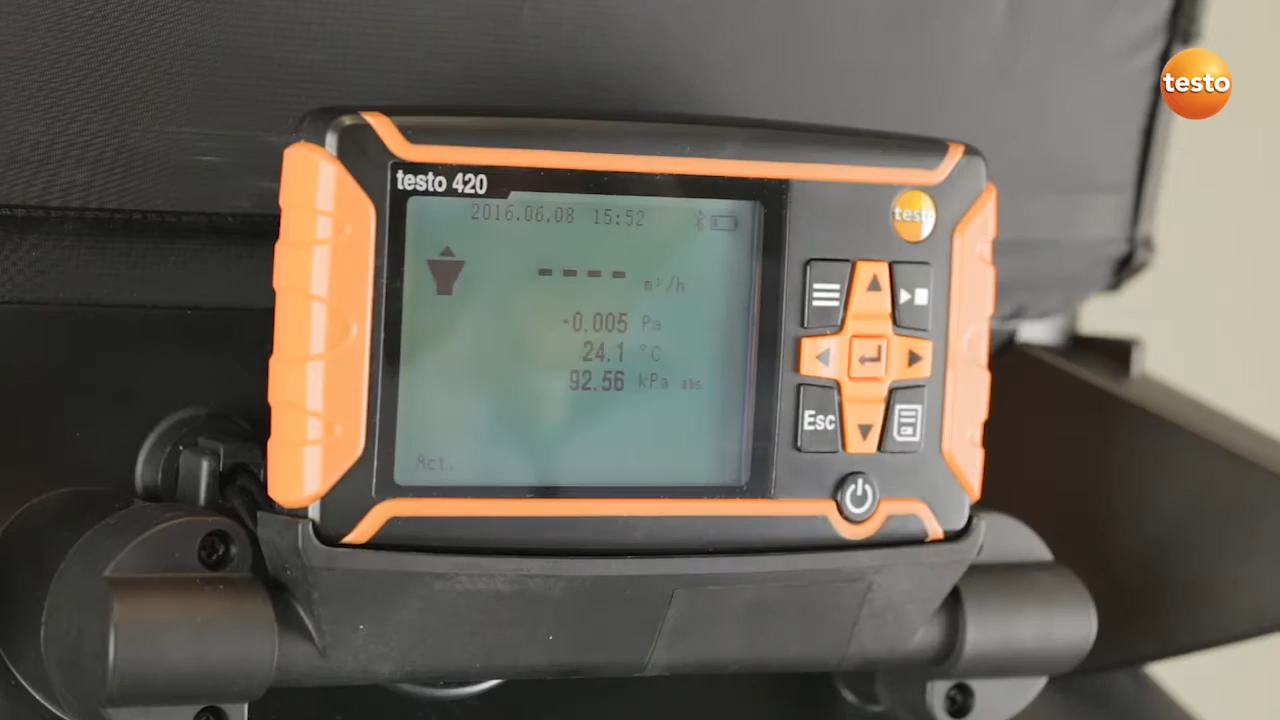 testo
testo 420
2016.06.08 15:52
testo
---- m³/h
-0.005 Pa
24.1 °C
92.56 kPa abs.
Esc
Act.